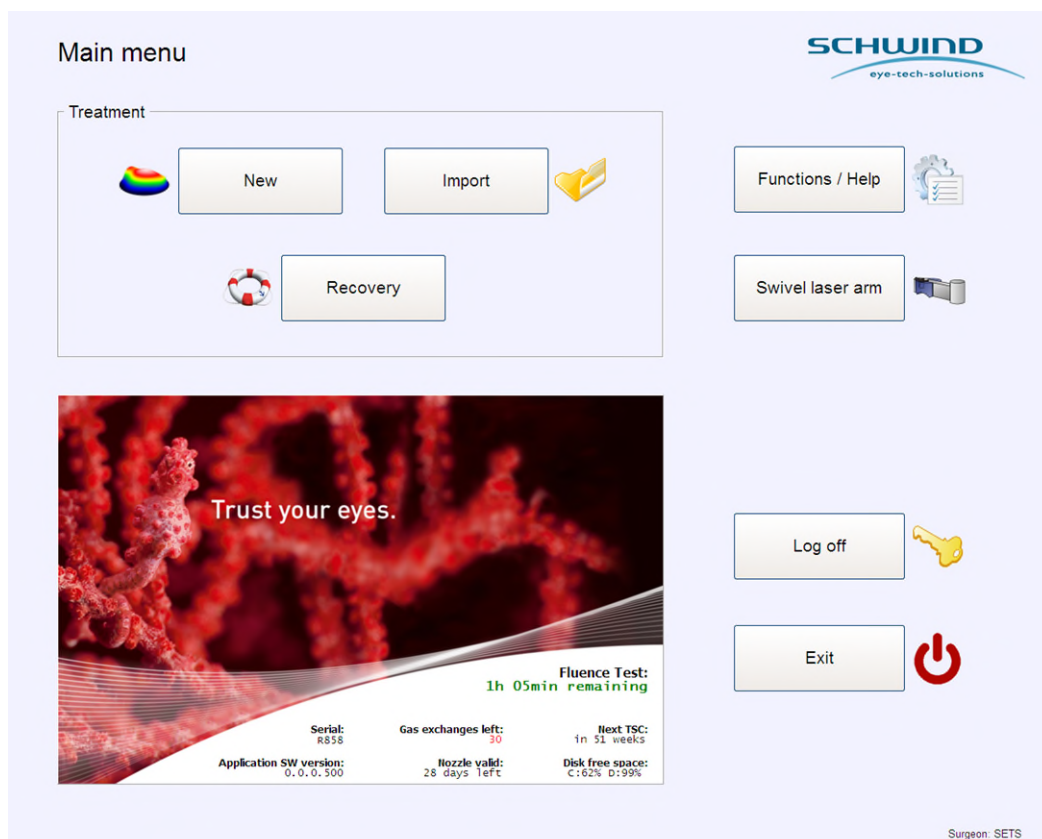 Main menu
SCHWIND
eye-tech-solutions
Treatment
New
Import
Functions / Help
Recovery
Swivel laser arm
Trust your eyes.
Log off
Exit
Fluence Test:
1h 05min remaining
Serial:
R858
Gas exchanges left:
30
Next TSC:
in 51 weeks
Application SW version:
0.0.0.500
Nozzle valid:
28 days left
Disk free space:
C:62% D:99%
Surgeon: SETS